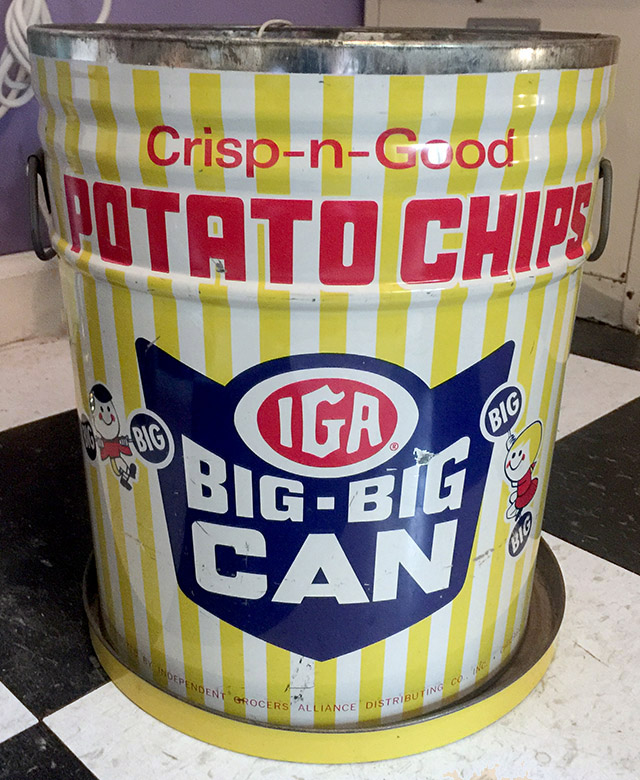 Crisp-n-Good
POTATO CHIPS
IGA®
BIG-BIG
CAN
BIG
BIG
BIG
BIG
BY INDEPENDENT GROCERS' ALLIANCE DISTRIBUTING CO., INC.